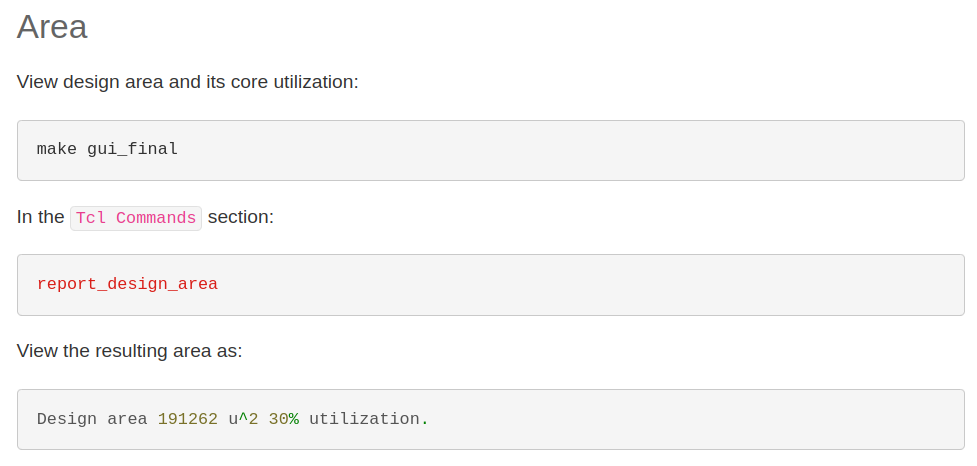 Area
View design area and its core utilization:
make gui_final
In the Tcl Commands section:
report_design_area
View the resulting area as:
Design area 191262 u^2 30% utilization.